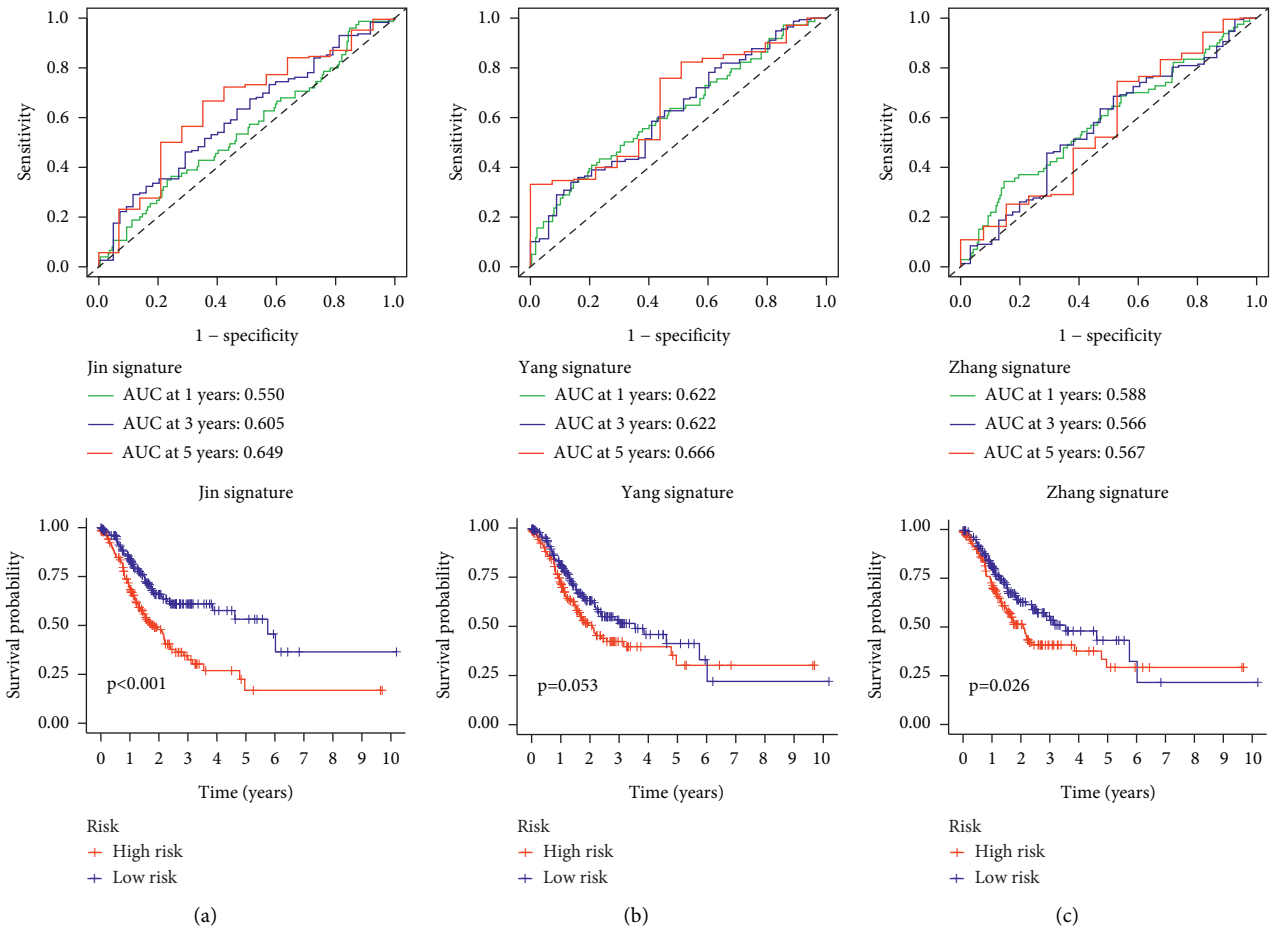 1.0
0.8
0.6
0.4
0.2
0.0
Sensitivity
0.0 0.2 0.4 0.6 0.8 1.0
1 − specificity
Jin signature
AUC at 1 years: 0.550
AUC at 3 years: 0.605
AUC at 5 years: 0.649
1.0
0.8
0.6
0.4
0.2
0.0
Sensitivity
0.0 0.2 0.4 0.6 0.8 1.0
1 − specificity
Yang signature
AUC at 1 years: 0.622
AUC at 3 years: 0.622
AUC at 5 years: 0.666
1.0
0.8
0.6
0.4
0.2
0.0
Sensitivity
0.0 0.2 0.4 0.6 0.8 1.0
1 − specificity
Zhang signature
AUC at 1 years: 0.588
AUC at 3 years: 0.566
AUC at 5 years: 0.567
Jin signature
1.00
0.75
0.50
0.25
0.00
Survival probability
p<0.001
0 1 2 3 4 5 6 7 8 9 10
Time (years)
Risk
High risk
Low risk
(a)
Yang signature
1.00
0.75
0.50
0.25
0.00
Survival probability
p=0.053
0 1 2 3 4 5 6 7 8 9 10
Time (years)
Risk
High risk
Low risk
(b)
Zhang signature
1.00
0.75
0.50
0.25
0.00
Survival probability
p=0.026
0 1 2 3 4 5 6 7 8 9 10
Time (years)
Risk
High risk
Low risk
(c)